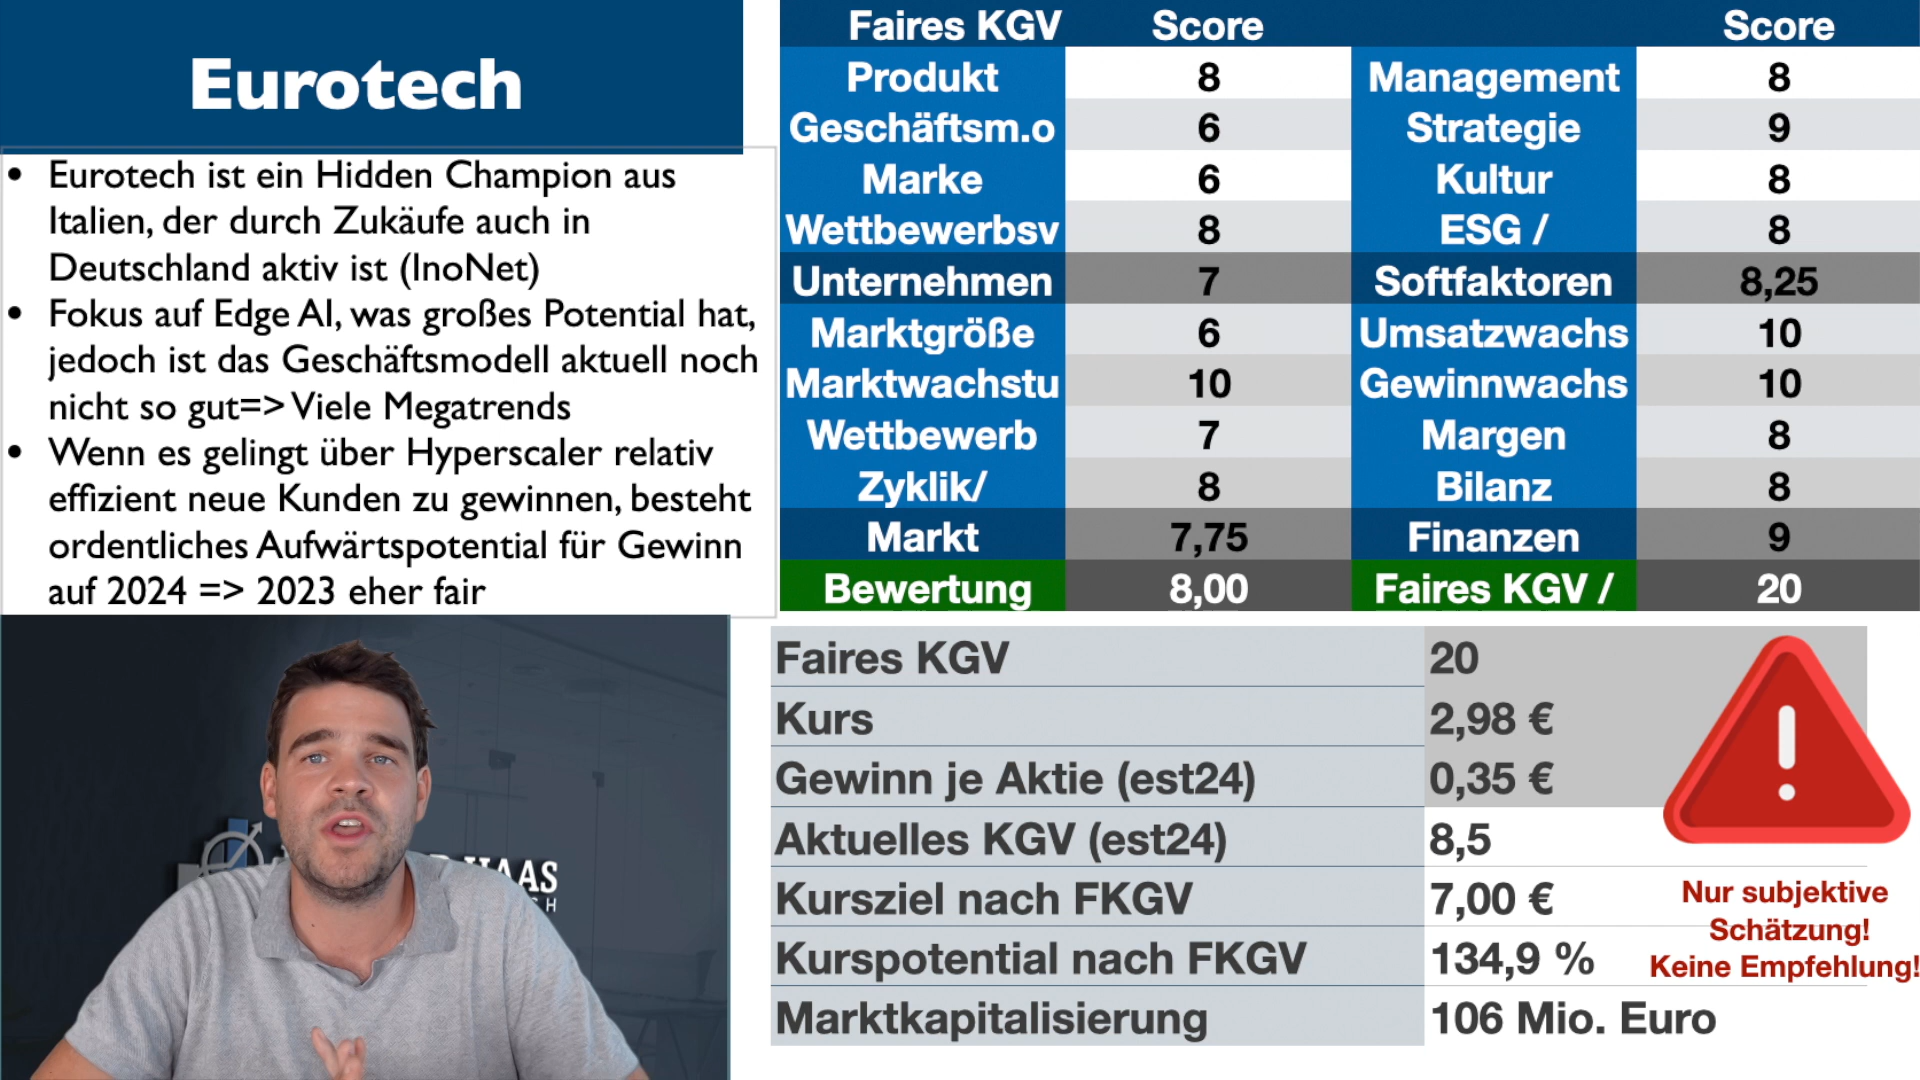 Eurotech
• Eurotech ist ein Hidden Champion aus
Italien, der durch Zukäufe auch in
Deutschland aktiv ist (InoNet)
• Fokus auf Edge AI, was großes Potential hat,
jedoch ist das Geschäftsmodell aktuell noch
nicht so gut=> Viele Megatrends
• Wenn es gelingt über Hyperscaler relativ
effizient neue Kunden zu gewinnen, besteht
ordentliches Aufwärtspotential für Gewinn
auf 2024 => 2023 eher fair
Faires KGV Score Score
Produkt 8 Management 8
Geschäftsm.o 6 Strategie 9
Marke 6 Kultur 8
Wettbewerbsv 8 ESG / 8
Unternehmen 7 Softfaktoren 8,25
Marktgröße 6 Umsatzwachs 10
Marktwachstu 10 Gewinnwachs 10
Wettbewerb 7 Margen 8
Zyklik/ 8 Bilanz 8
Markt 7,75 Finanzen 9
Bewertung 8,00 Faires KGV / 20
Faires KGV 20
Kurs 2,98 €
Gewinn je Aktie (est24) 0,35 €
Aktuelles KGV (est24) 8,5
Kursziel nach FKGV 7,00 €
Kurspotential nach FKGV 134,9 %
Marktkapitalisierung 106 Mio. Euro
!
Nur subjektive
Schätzung!
Keine Empfehlung!